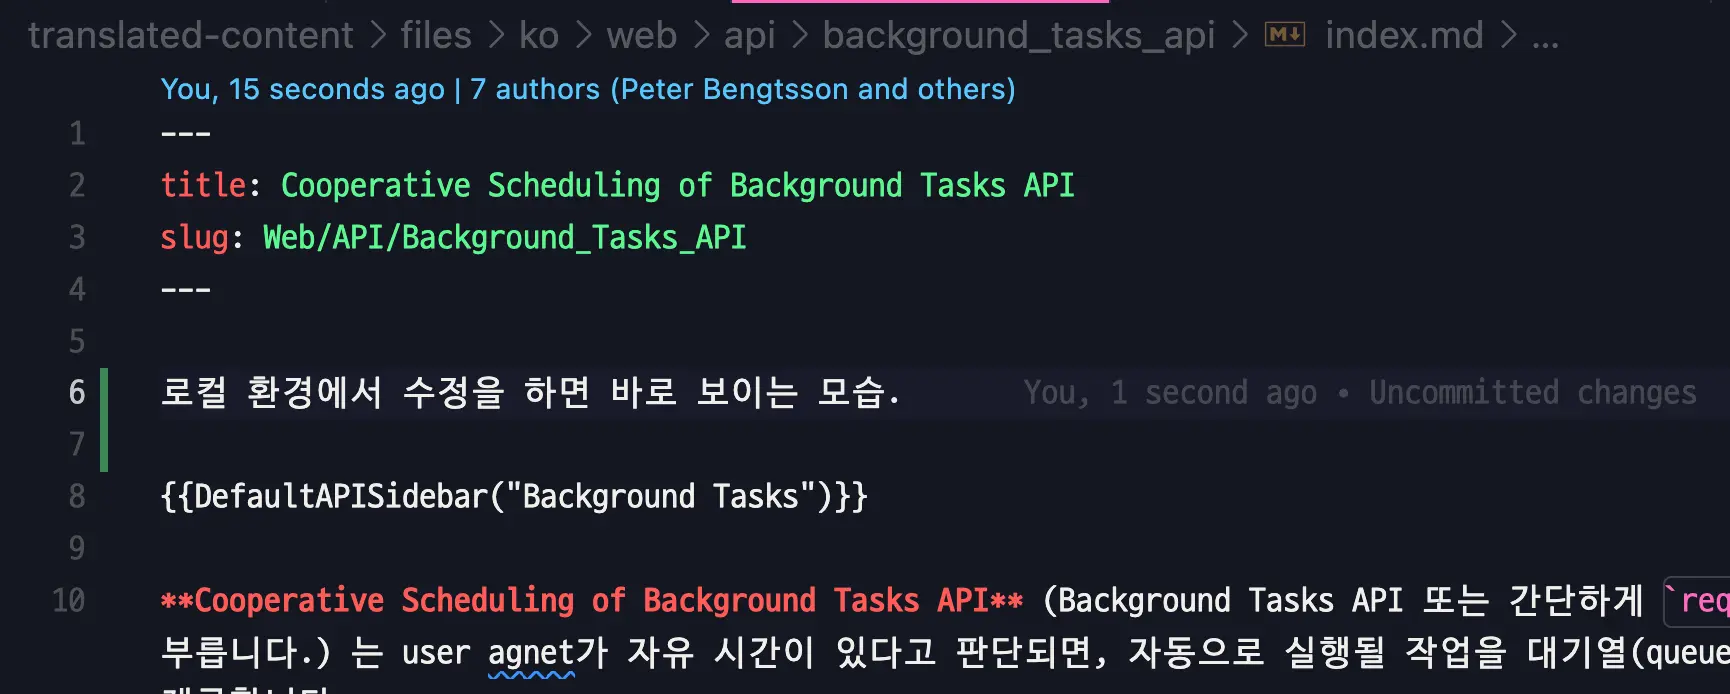 translated-content > files > ko > web > api > background_tasks_api > M↓ index.md > ...
You, 15 seconds ago | 7 authors (Peter Bengtsson and others)
1 ---
2 title: Cooperative Scheduling of Background Tasks API
3 slug: Web/API/Background_Tasks_API
4 ---
5
6 로컬 환경에서 수정을 하면 바로 보이는 모습. You, 1 second ago • Uncommitted changes
7
8 {{DefaultAPISidebar("Background Tasks")}}
9
10 **Cooperative Scheduling of Background Tasks API** (Background Tasks API 또는 간단하게 `req
부릅니다.) 는 user agnet가 자유 시간이 있다고 판단되면, 자동으로 실행될 작업을 대기열(queue